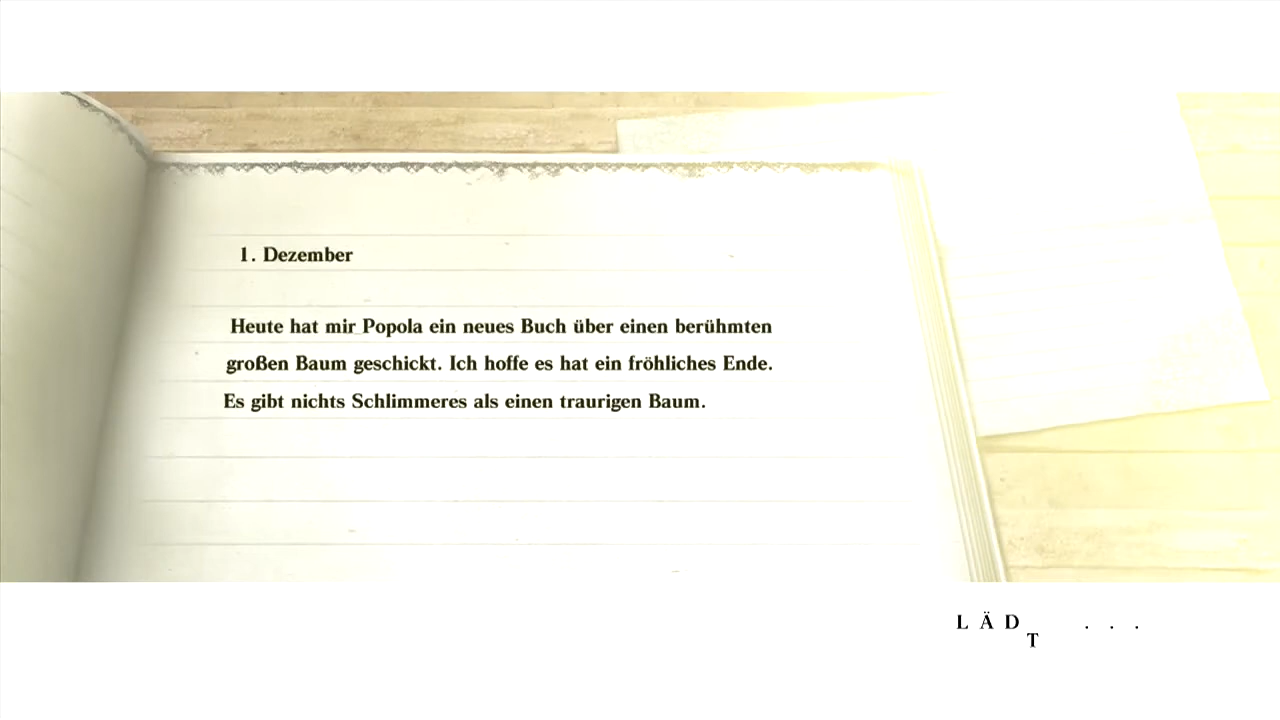 1. Dezember
Heute hat mir Popola ein neues Buch über einen berühmten
großen Baum geschickt. Ich hoffe es hat ein fröhliches Ende.
Es gibt nichts Schlimmeres als einen traurigen Baum.
LÄDT ...